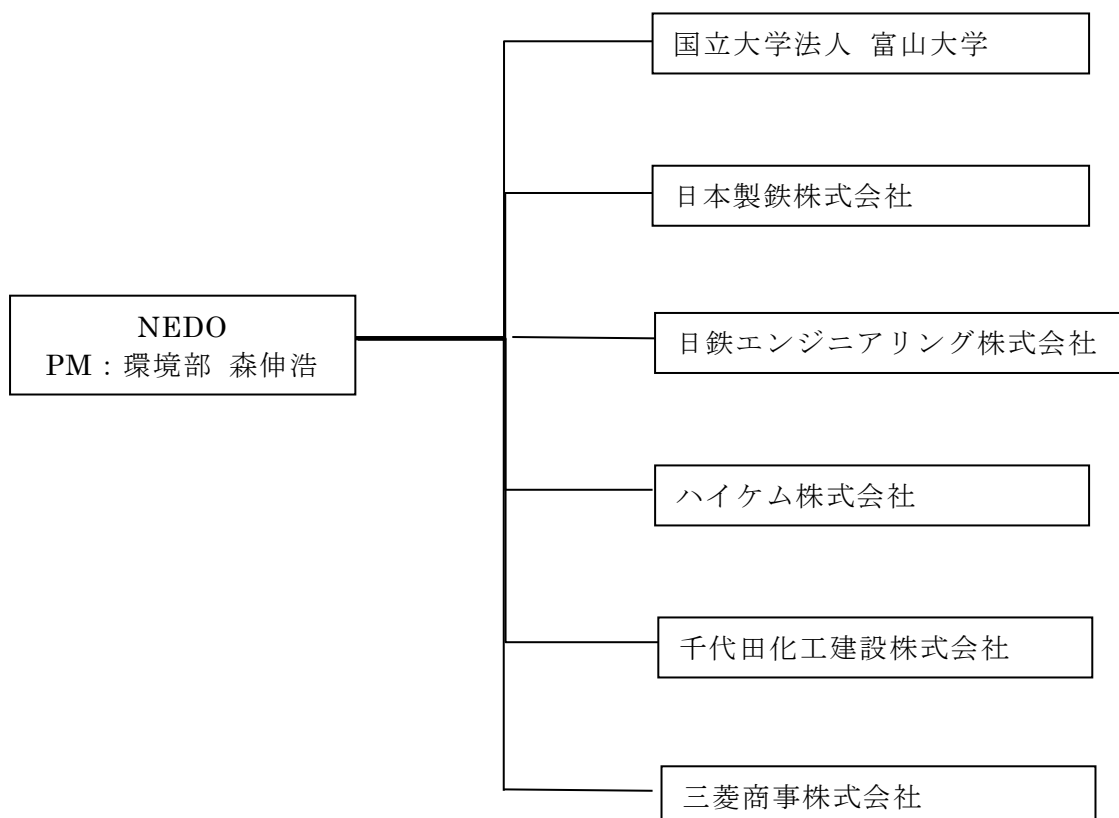 国立大学法人 富山大学
日本製鉄株式会社
日鉄エンジニアリング株式会社
NEDO
PM：環境部 森伸浩
ハイケム株式会社
千代田化工建設株式会社
三菱商事株式会社